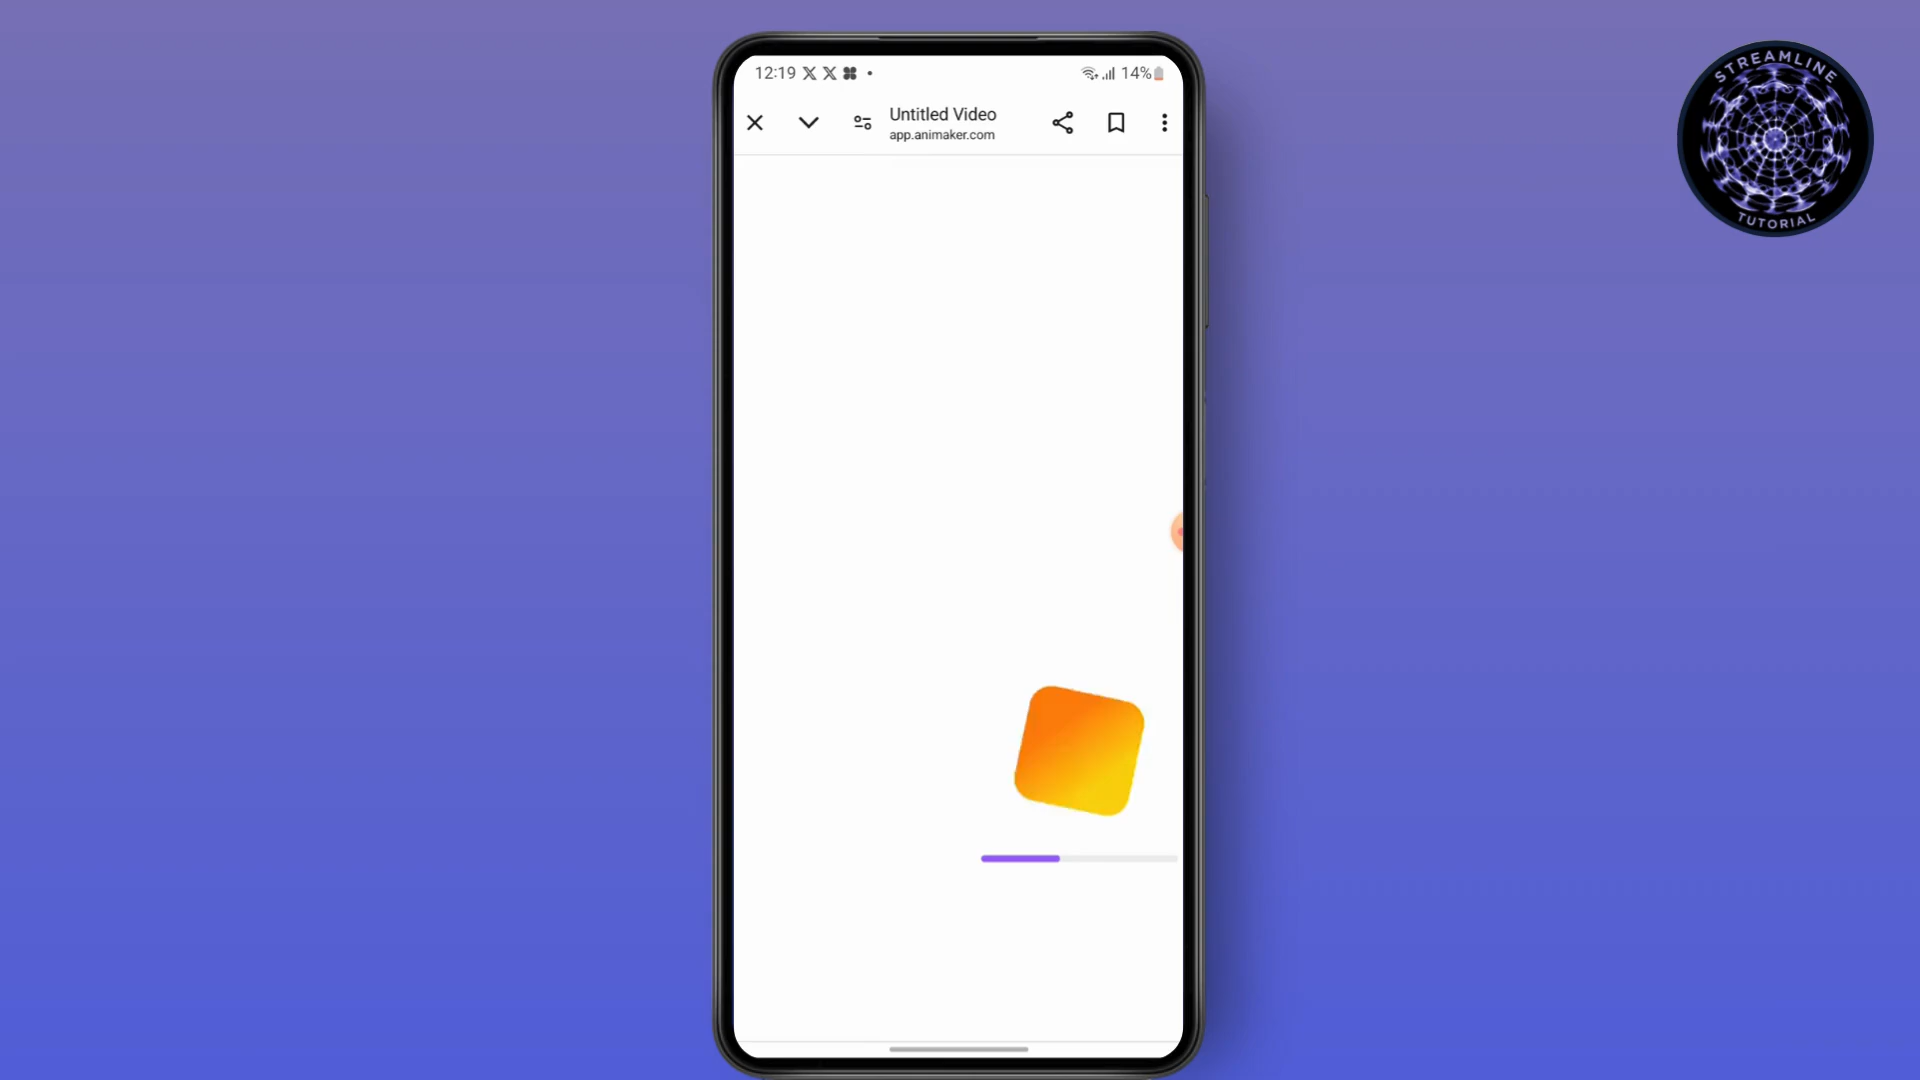 12:19
14%
Untitled Video
app.animaker.com
STREAMLINE
TUTORIAL